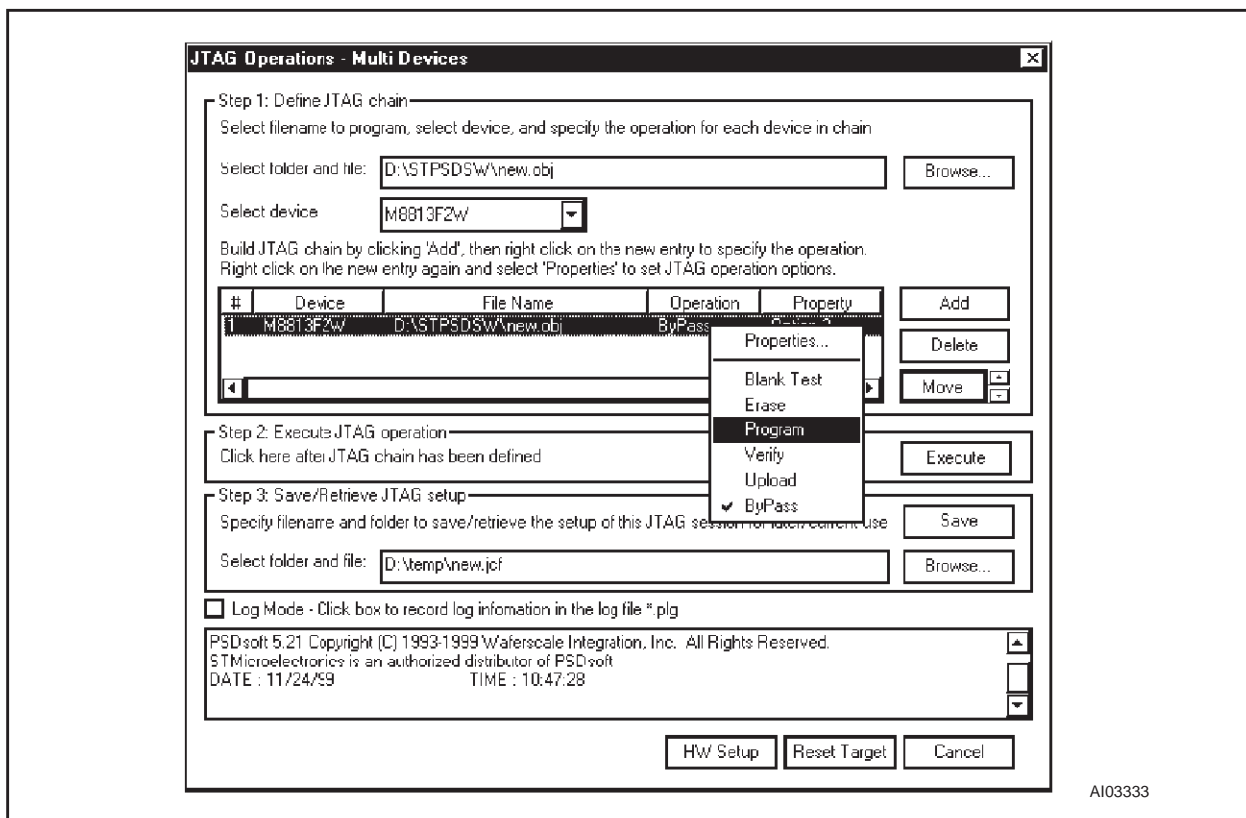 JTAG Operations - Multi Devices
Step 1: Define JTAG chain
Select filename to program, select device, and specify the operation for each device in chain
Select folder and file: D:\STPSDSW\new.obj Browse...
Select device M8813F2W
Build JTAG chain by clicking 'Add', then right click on the new entry to specify the operation.
Right click on the new entry again and select 'Properties' to set JTAG operation options.
# Device File Name Operation Property Add
1 M8813F2W D:\STPSDSW\new.obj ByPass
Properties... Delete
Blank Test
Move
Erase
Program
Step 2: Execute JTAG operation
Click here after JTAG chain has been defined Verify Execute
Upload
Step 3: Save/Retrieve JTAG setup
✔ ByPass
Specify filename and folder to save/retrieve the setup of this JTAG use Save
Select folder and file: D:\temp\new.jcf Browse...
Log Mode - Click box to record log infomation in the log file *.plg
PSDsoft 5.21 Copyright (C) 1993-1999 Waferscale Integration, Inc. All Rights Reserved.
STMicroelectronics is an authorized distributor of PSDsoft
DATE : 11/24/99 TIME : 10:47:28
HW Setup Reset Target Cancel
AI03333